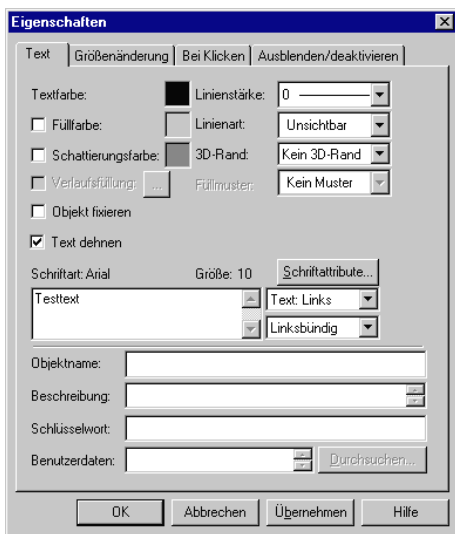 Eigenschaften
Text Größenänderung Bei Klicken Ausblenden/deaktivieren
Textfarbe: Linienstärke: 0
Füllfarbe: Linienart: Unsichtbar
Schattierungsfarbe: 3D-Rand: Kein 3D-Rand
Verlaufsfüllung: ... Füllmuster: Kein Muster
Objekt fixieren
Text dehnen
Schriftart: Arial Größe: 10 Schriftattribute...
Testtext Text: Links
Linksbündig
Objektname:
Beschreibung:
Schlüsselwort:
Benutzerdaten: Durchsuchen...
OK Abbrechen Übernehmen Hilfe